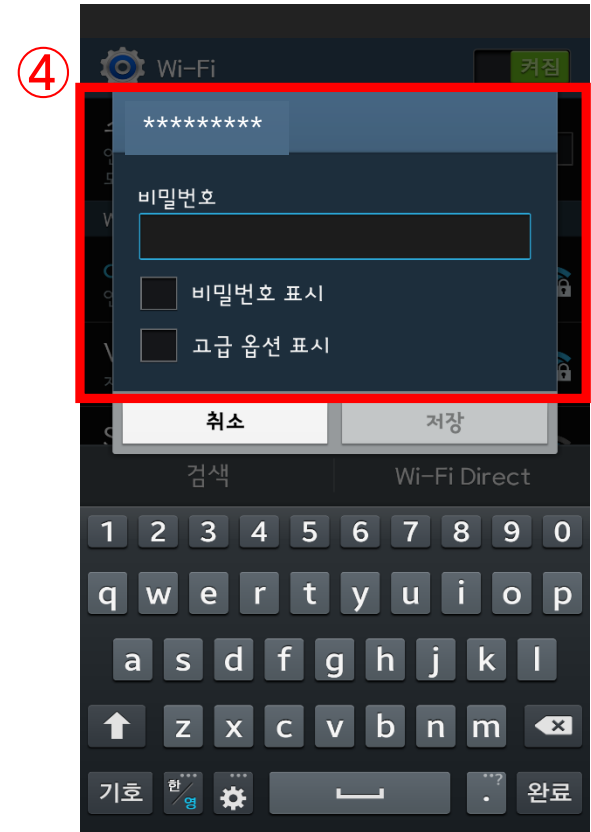 ④
Wi-Fi
켜짐
*********
비밀번호
비밀번호 표시
고급 옵션 표시
취소 저장
검색 Wi-Fi Direct
1 2 3 4 5 6 7 8 9 0
q w e r t y u i o p
a s d f g h j k l
z x c v b n m
기호 한/영 . ...? 완료